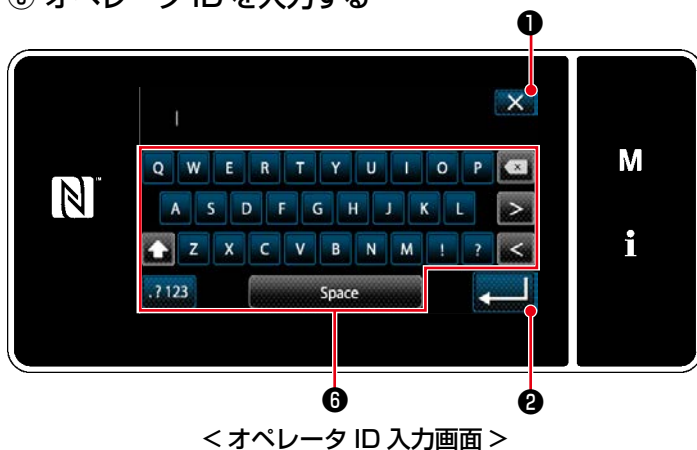 ⑧ オペレータ ID を入力する
❶
M
Q W E R T Y U I O P
A S D F G H J K L >
Z X C V B N M ! ? <
i
.?123 Space
❻ ❷
< オペレータ ID 入力画面 >